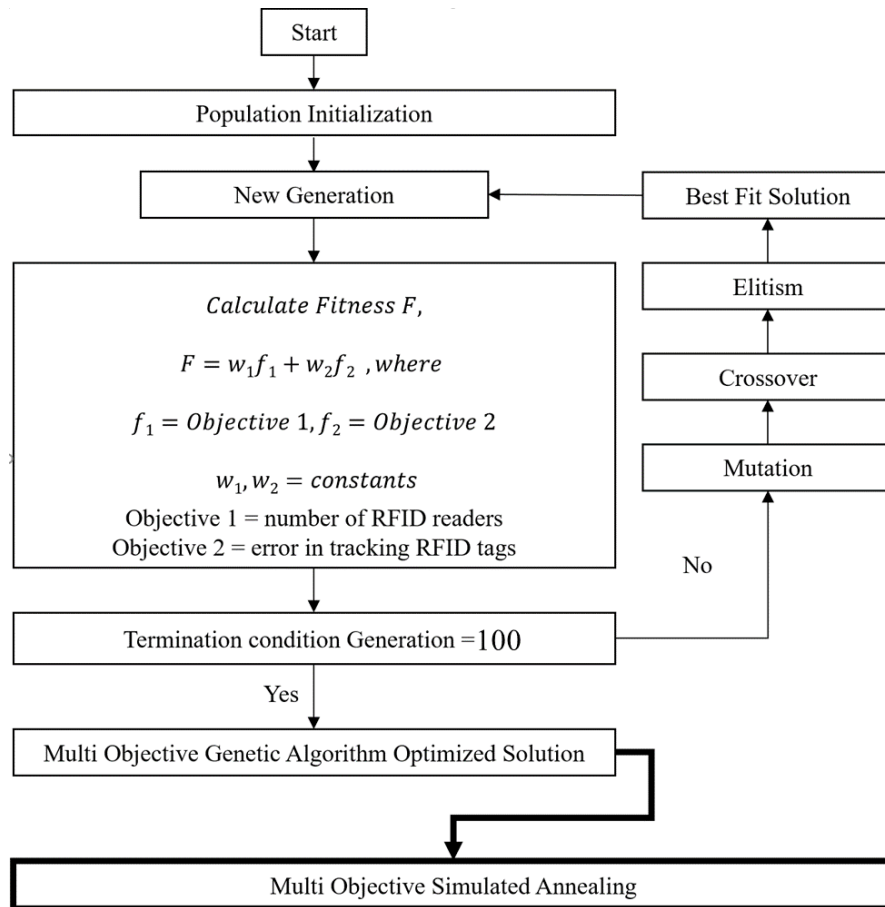 Start
Population Initialization
New Generation
Best Fit Solution
Calculate Fitness F,
F = w₁f₁ + w₂f₂ , where
f₁ = Objective 1, f₂ = Objective 2
w₁, w₂ = constants
Objective 1 = number of RFID readers
Objective 2 = error in tracking RFID tags
Elitism
Crossover
Mutation
No
Termination condition Generation =100
Yes
Multi Objective Genetic Algorithm Optimized Solution
Multi Objective Simulated Annealing